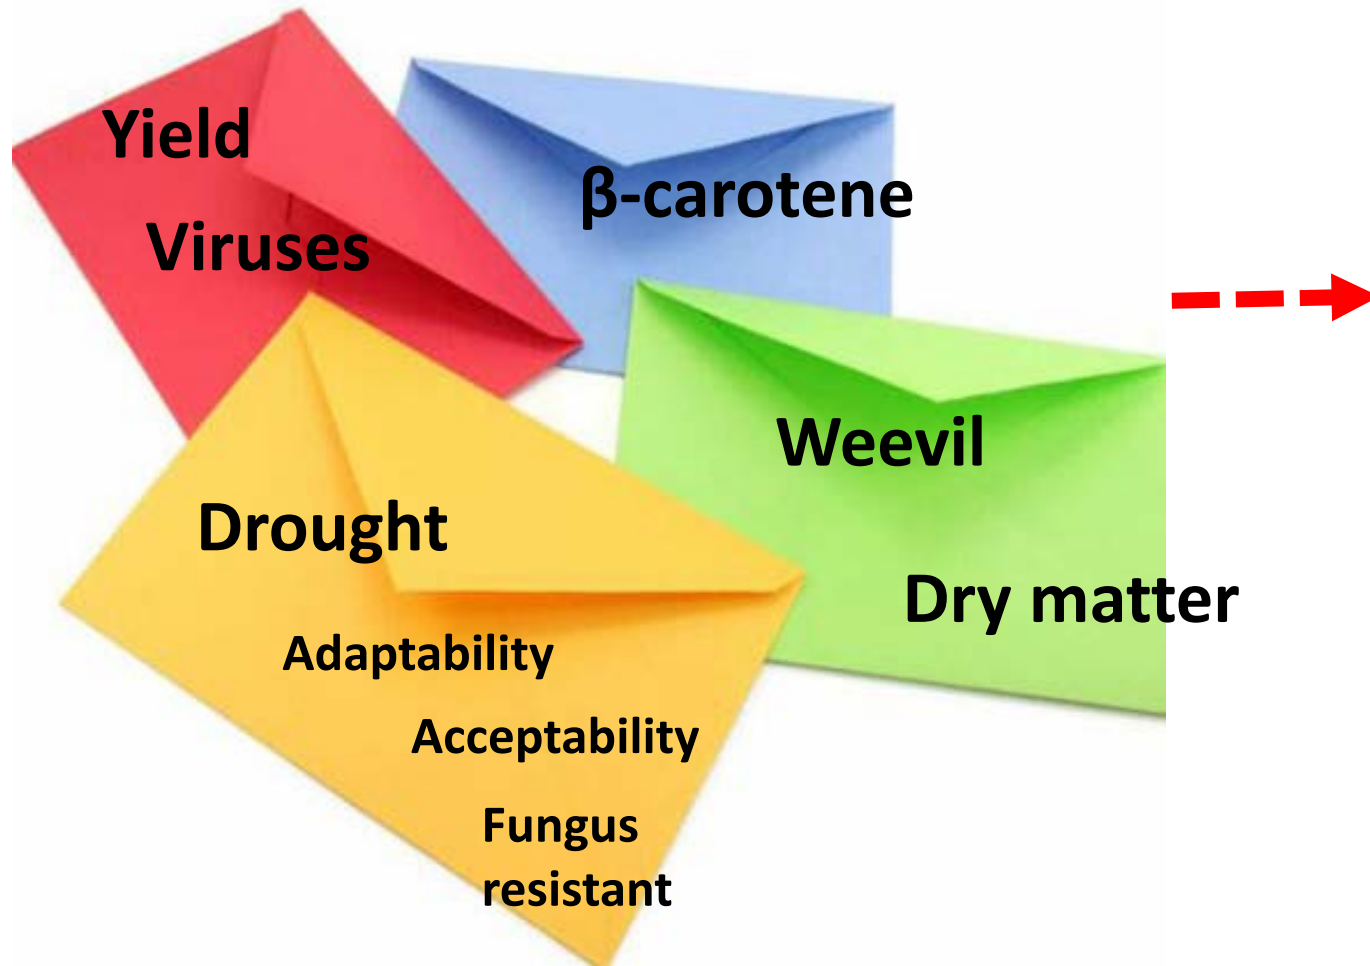 Yield
Viruses
β-carotene
Weevil
Dry matter
Drought
Adaptability
Acceptability
Fungus
resistant